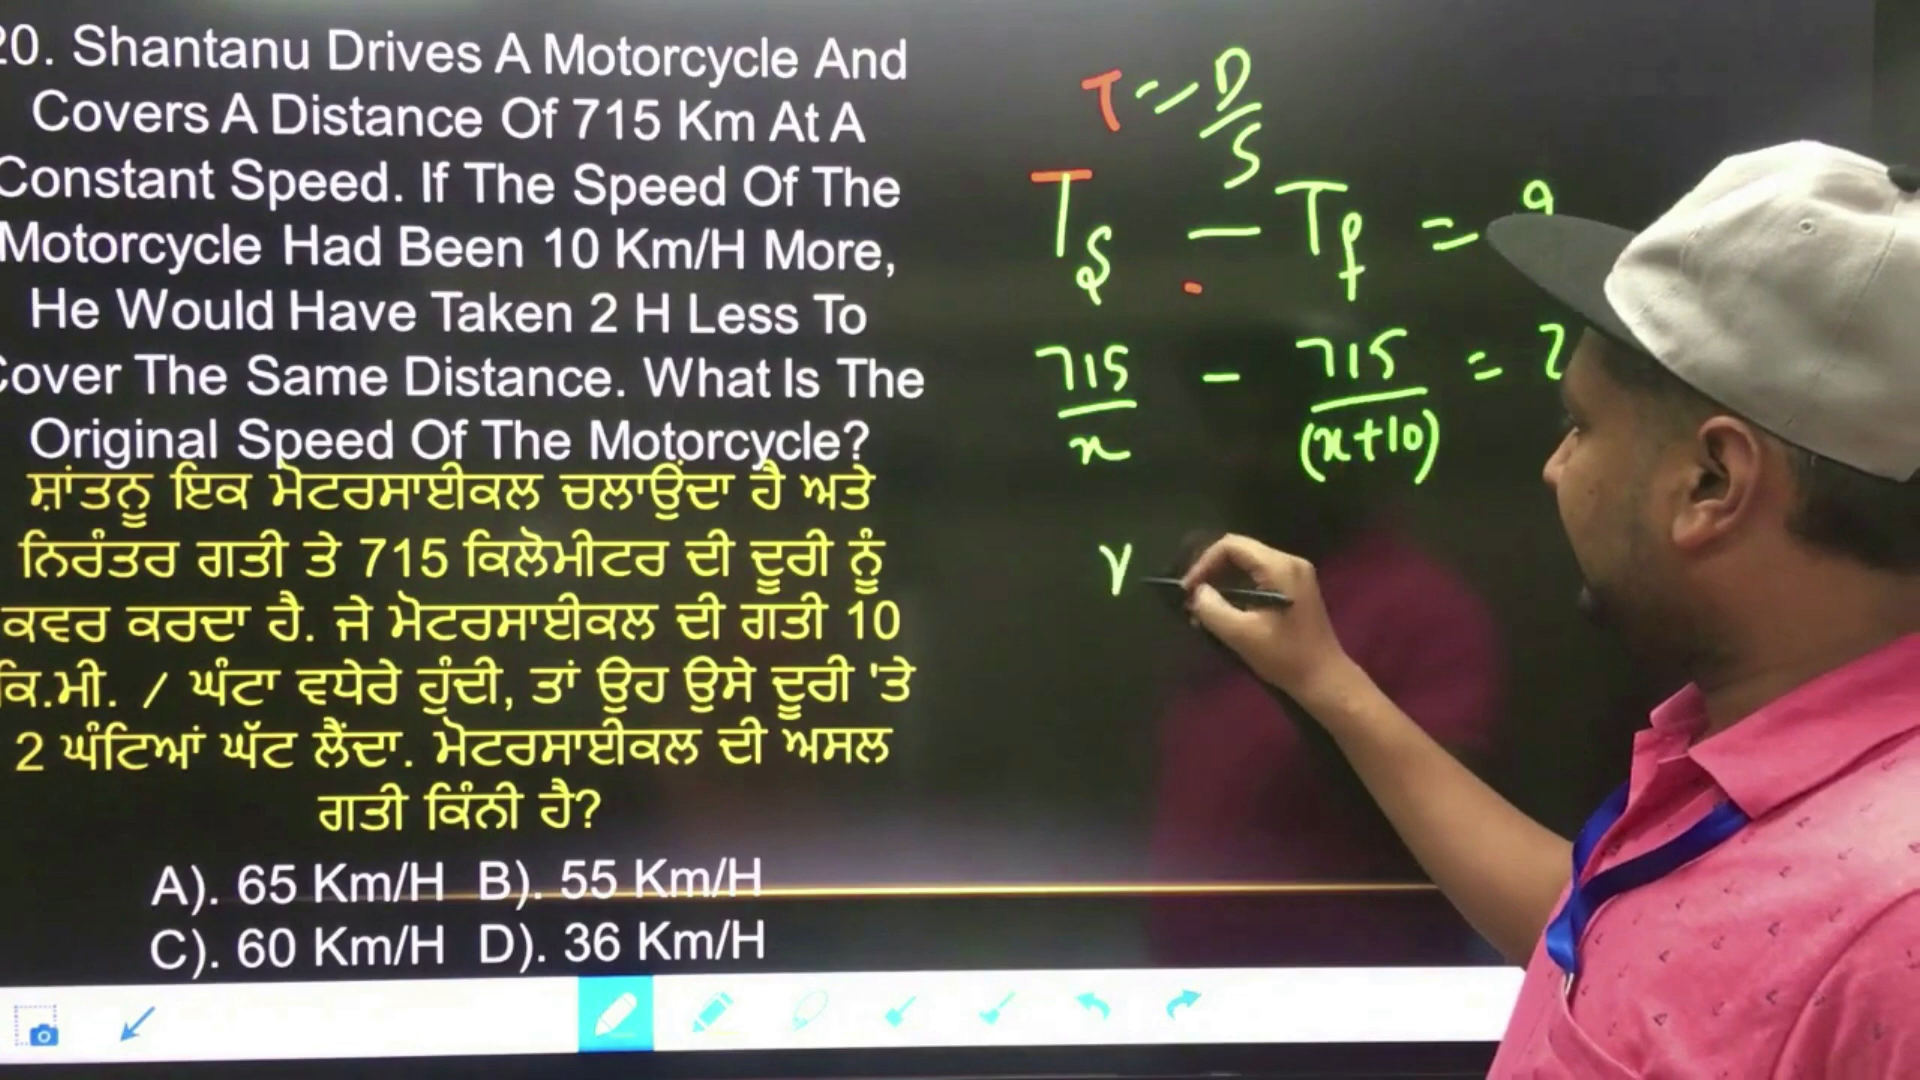 20. Shantanu Drives A Motorcycle And
Covers A Distance Of 715 Km At A
Constant Speed. If The Speed Of The
Motorcycle Had Been 10 Km/H More,
He Would Have Taken 2 H Less To
Cover The Same Distance. What Is The
Original Speed Of The Motorcycle?
ਸ਼ਾਂਤਨੂ ਇਕ ਮੋਟਰਸਾਈਕਲ ਚਲਾਉਂਦਾ ਹੈ ਅਤੇ
ਨਿਰੰਤਰ ਗਤੀ ਤੇ 715 ਕਿਲੋਮੀਟਰ ਦੀ ਦੂਰੀ ਨੂੰ
ਕਵਰ ਕਰਦਾ ਹੈ. ਜੇ ਮੋਟਰਸਾਈਕਲ ਦੀ ਗਤੀ 10
ਕਿ.ਮੀ. / ਘੰਟਾ ਵਧੇਰੇ ਹੁੰਦੀ, ਤਾਂ ਉਹ ਉਸੇ ਦੂਰੀ 'ਤੇ
2 ਘੰਟਿਆਂ ਘੱਟ ਲੈਂਦਾ. ਮੋਟਰਸਾਈਕਲ ਦੀ ਅਸਲ
ਗਤੀ ਕਿੰਨੀ ਹੈ?
A). 65 Km/H B). 55 Km/H
C). 60 Km/H D). 36 Km/H
T = D/S
Ts - Tf =
715/x - 715/(x+10) = 2